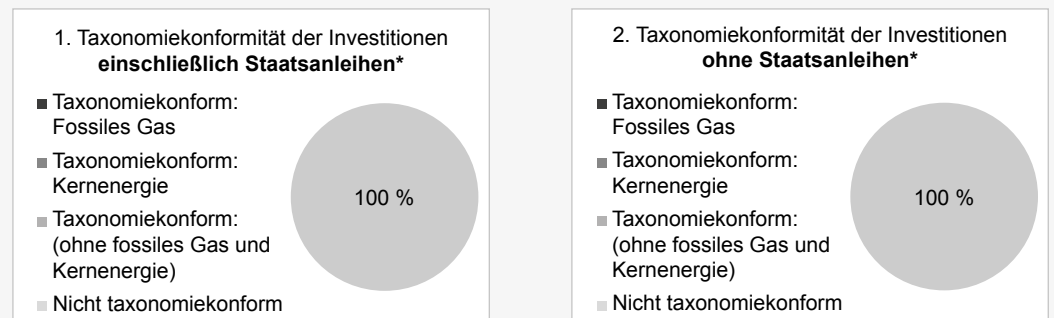 1. Taxonomiekonformität der Investitionen
einschließlich Staatsanleihen*
Taxonomiekonform:
Fossiles Gas
Taxonomiekonform:
Kernenergie
Taxonomiekonform:
(ohne fossiles Gas und
Kernenergie)
Nicht taxonomiekonform
100 %
2. Taxonomiekonformität der Investitionen
ohne Staatsanleihen*
Taxonomiekonform:
Fossiles Gas
Taxonomiekonform:
Kernenergie
Taxonomiekonform:
(ohne fossiles Gas und
Kernenergie)
Nicht taxonomiekonform
100 %